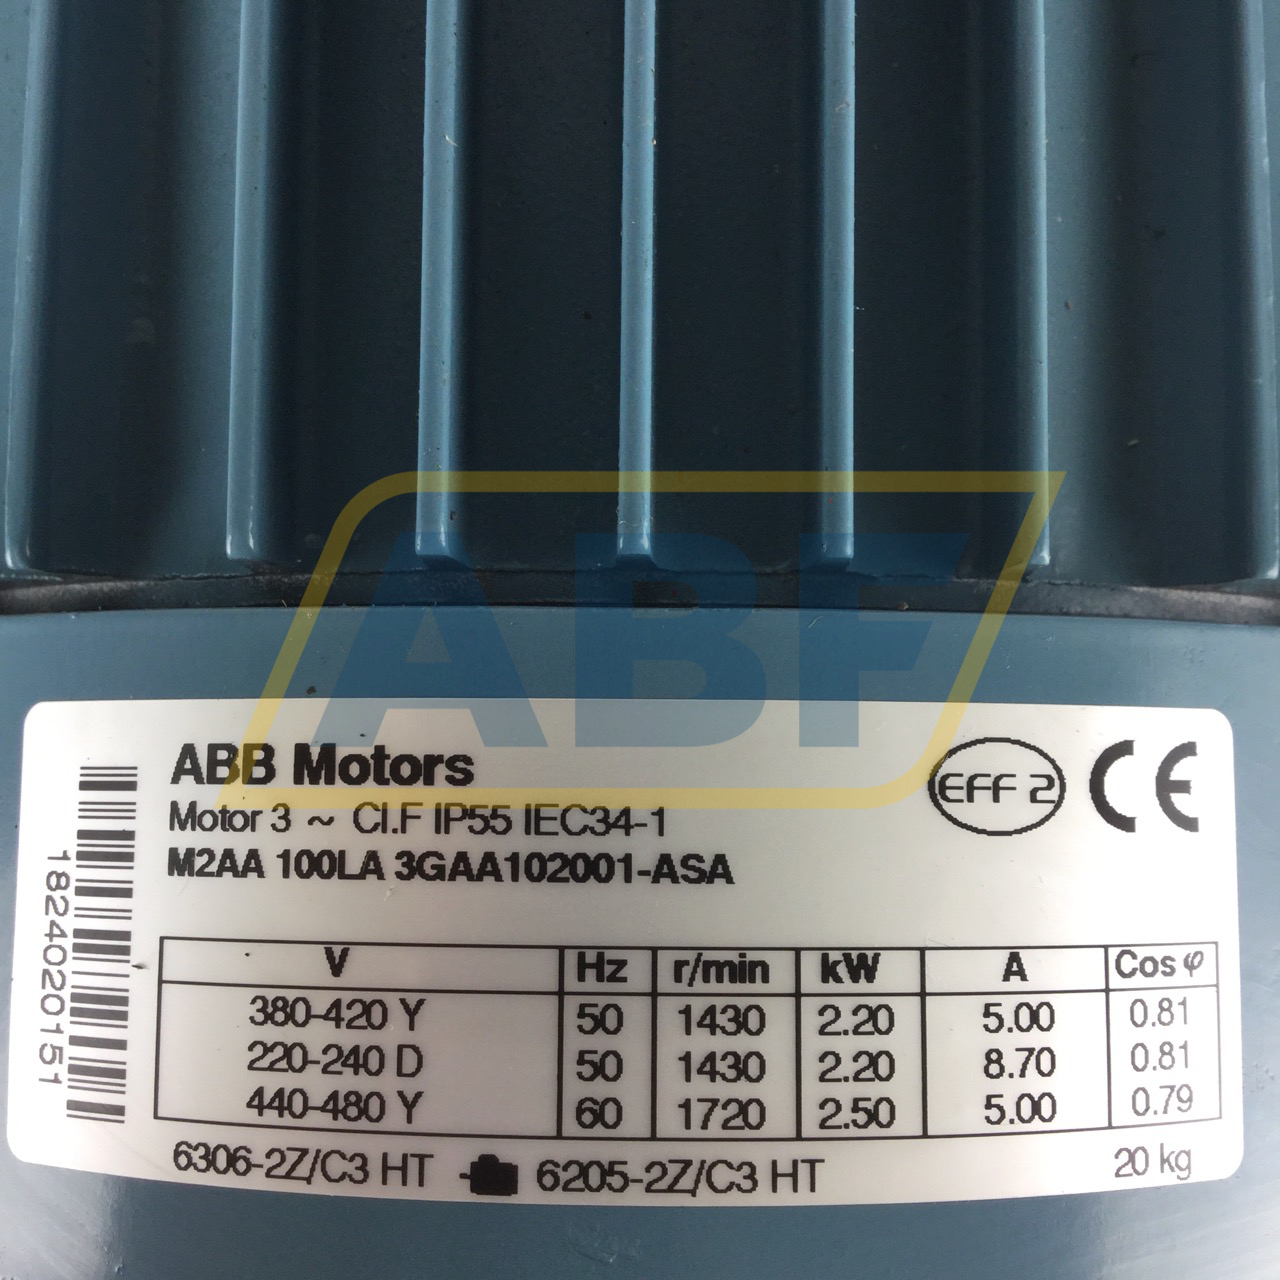 ABF
ABB Motors
EFF 2 CE
Motor 3 ~ Cl.F IP55 IEC34-1
M2AA 100LA 3GAA102001-ASA
1824020151
V Hz r/min kW A Cos φ
380-420 Y 50 1430 2.20 5.00 0.81
220-240 D 50 1430 2.20 8.70 0.81
440-480 Y 60 1720 2.50 5.00 0.79
6306-2Z/C3 HT 6205-2Z/C3 HT 20 kg